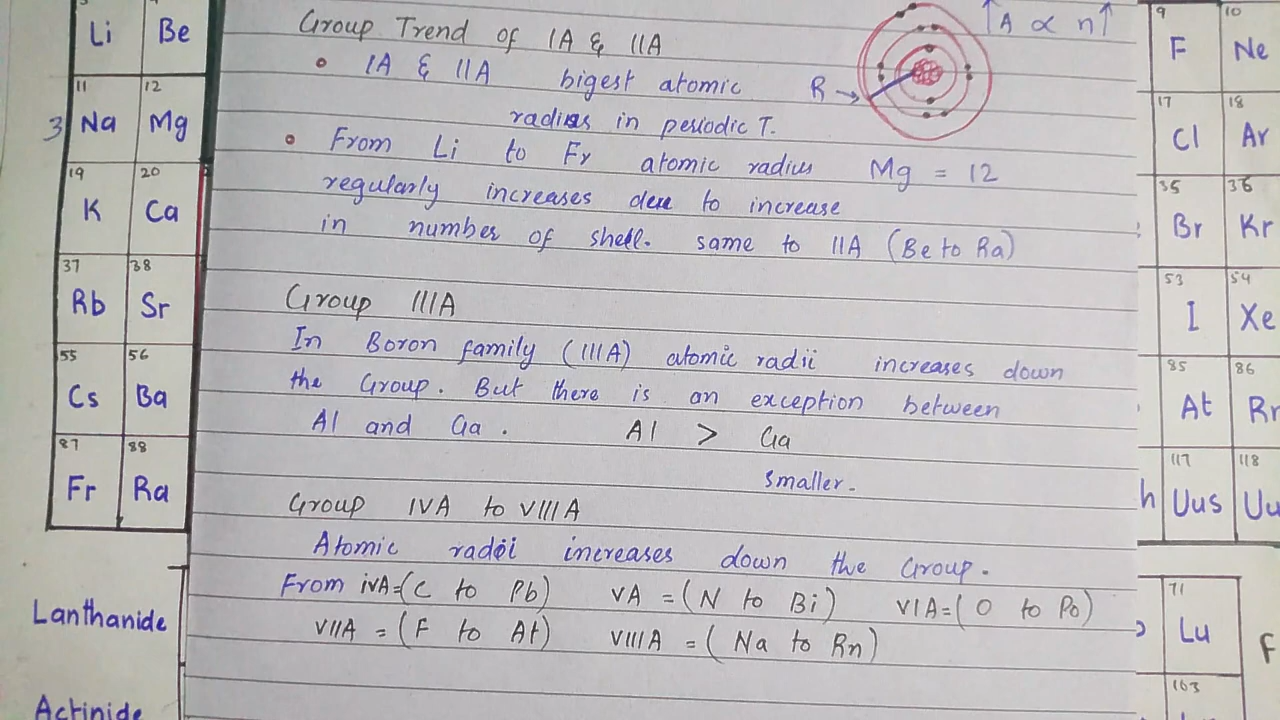 Li Be
11 12
3 Na Mg
19 20
K Ca
37 38
Rb Sr
55 56
Cs Ba
87 88
Fr Ra
Lanthanide
Actinide
Group Trend of IA & IIA
• IA & IIA bigest atomic
radius in periodic T.
R →
↑A ∝ n↑
• From Li to Fr atomic radius Mg = 12
regularly increases due to increase
in number of shell. same to IIA (Be to Ra)
Group IIIA
In Boron family (IIIA) atomic radii increases down
the Group. But there is an exception between
Al and Ga. Al > Ga
smaller.
Group IVA to VIIIA
Atomic radii increases down the Group.
From IVA=(C to Pb) VA = (N to Bi) VIA=(O to Po)
VIIA = (F to At) VIIIA = (Na to Rn)
9 10
F Ne
17 18
Cl Ar
35 36
Br Kr
53 54
I Xe
85 86
At Rn
117 118
h Uus Uu
71
Lu
F
103